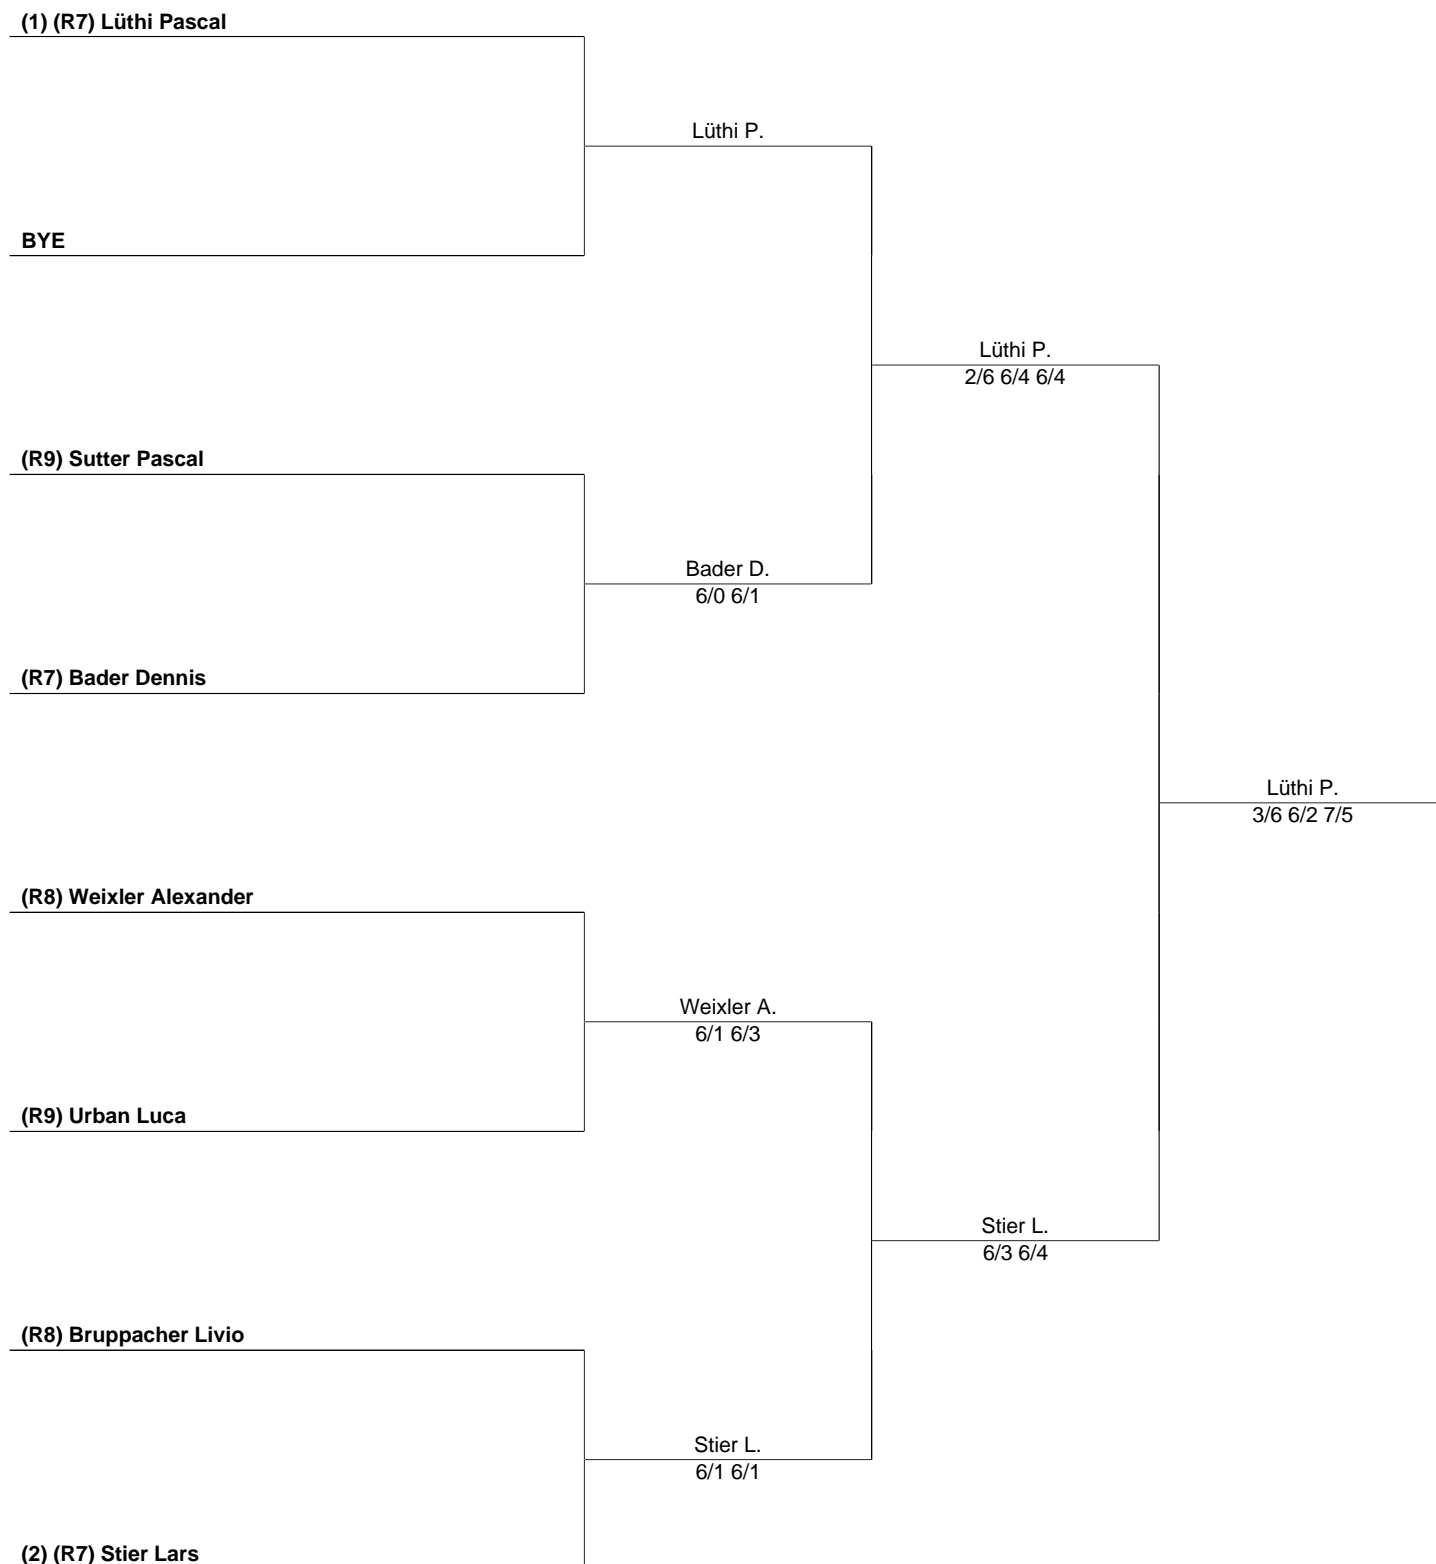 (1) (R7) Lüthi Pascal
Lüthi P.
BYE
Lüthi P.
2/6 6/4 6/4
(R9) Sutter Pascal
Bader D.
6/0 6/1
(R7) Bader Dennis
Lüthi P.
3/6 6/2 7/5
(R8) Weixler Alexander
Weixler A.
6/1 6/3
(R9) Urban Luca
Stier L.
6/3 6/4
(R8) Bruppacher Livio
Stier L.
6/1 6/1
(2) (R7) Stier Lars